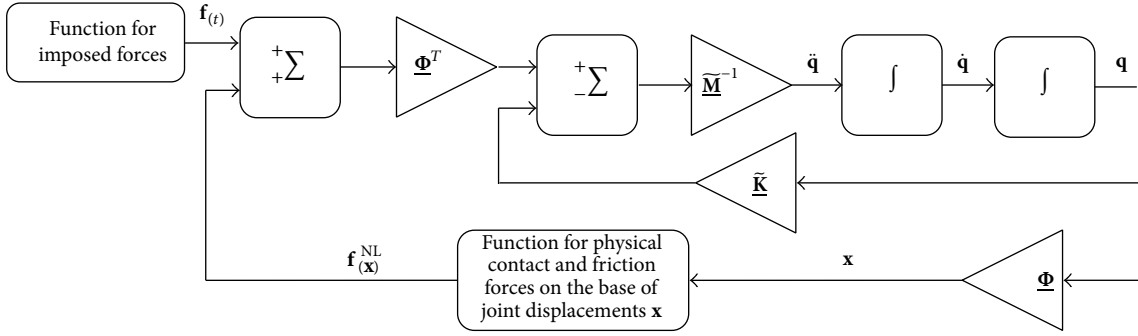 Function for
imposed forces
f(t)
+
+
Σ
Φ^T
+
−
Σ
M̃^−1
q̈
∫
q̇
∫
q
K̃
Function for physical
contact and friction
forces on the base of
joint displacements x
f(x)^NL
x
Φ